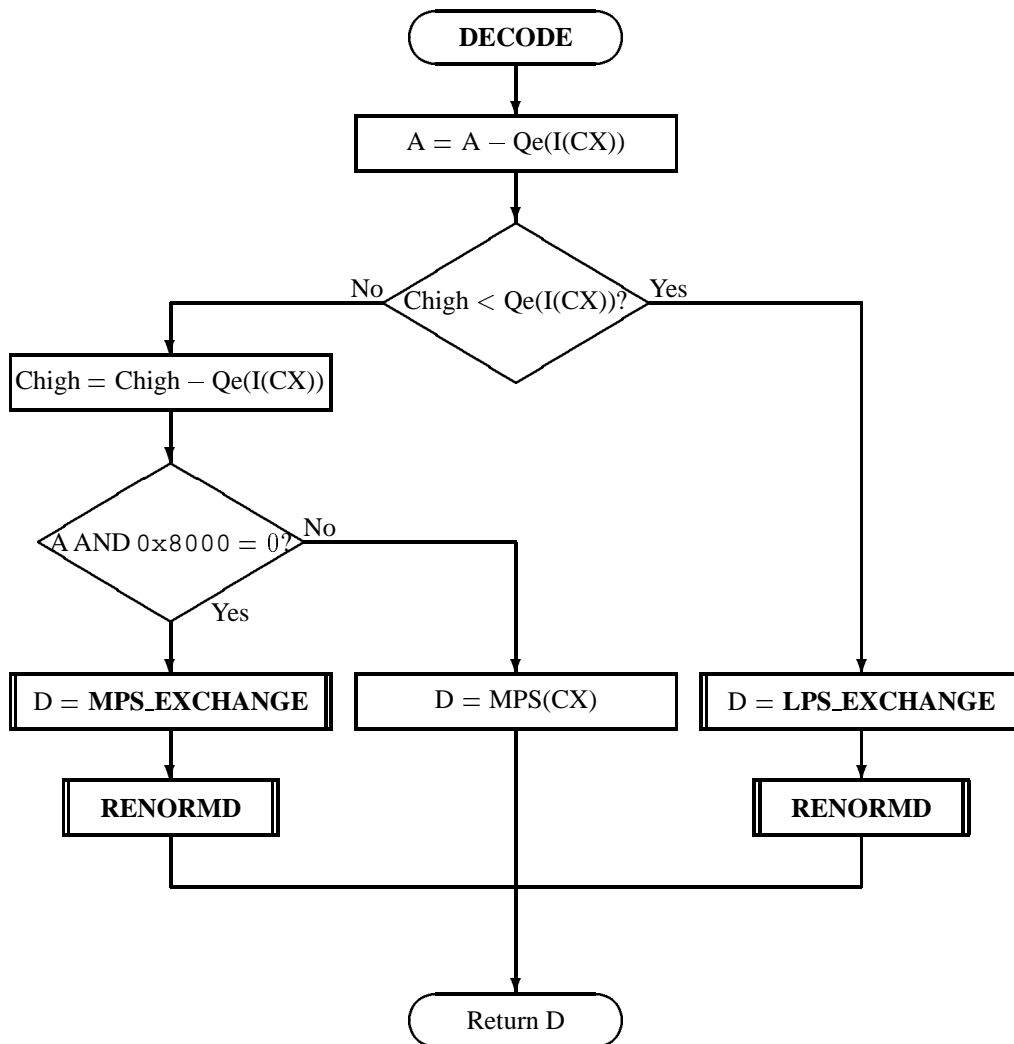 DECODE
A = A − Qe(I(CX))
Chigh < Qe(I(CX))?
No
Yes
Chigh = Chigh − Qe(I(CX))
A AND 0x8000 = 0?
No
Yes
D = MPS_EXCHANGE
D = MPS(CX)
D = LPS_EXCHANGE
RENORMD
RENORMD
Return D